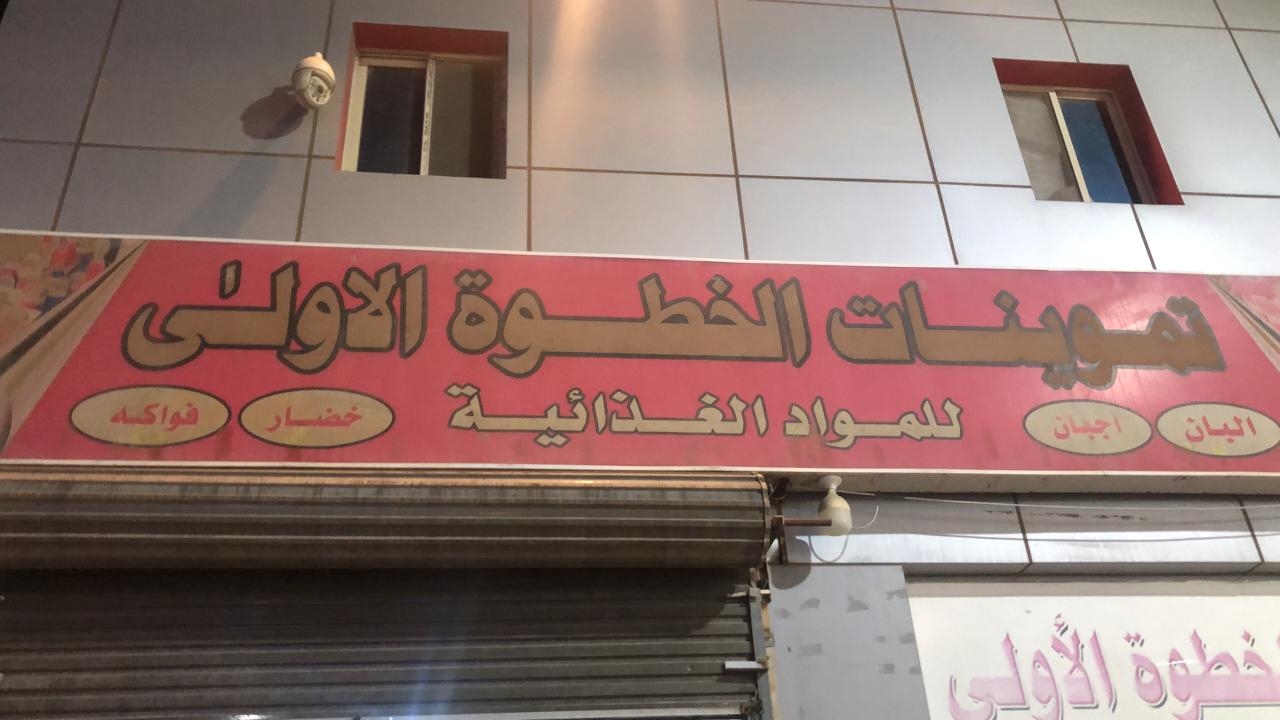 تموينات الخطوة الاولى
البان اجبان للمواد الغذائية خضار فواكه
الخطوة الأولى